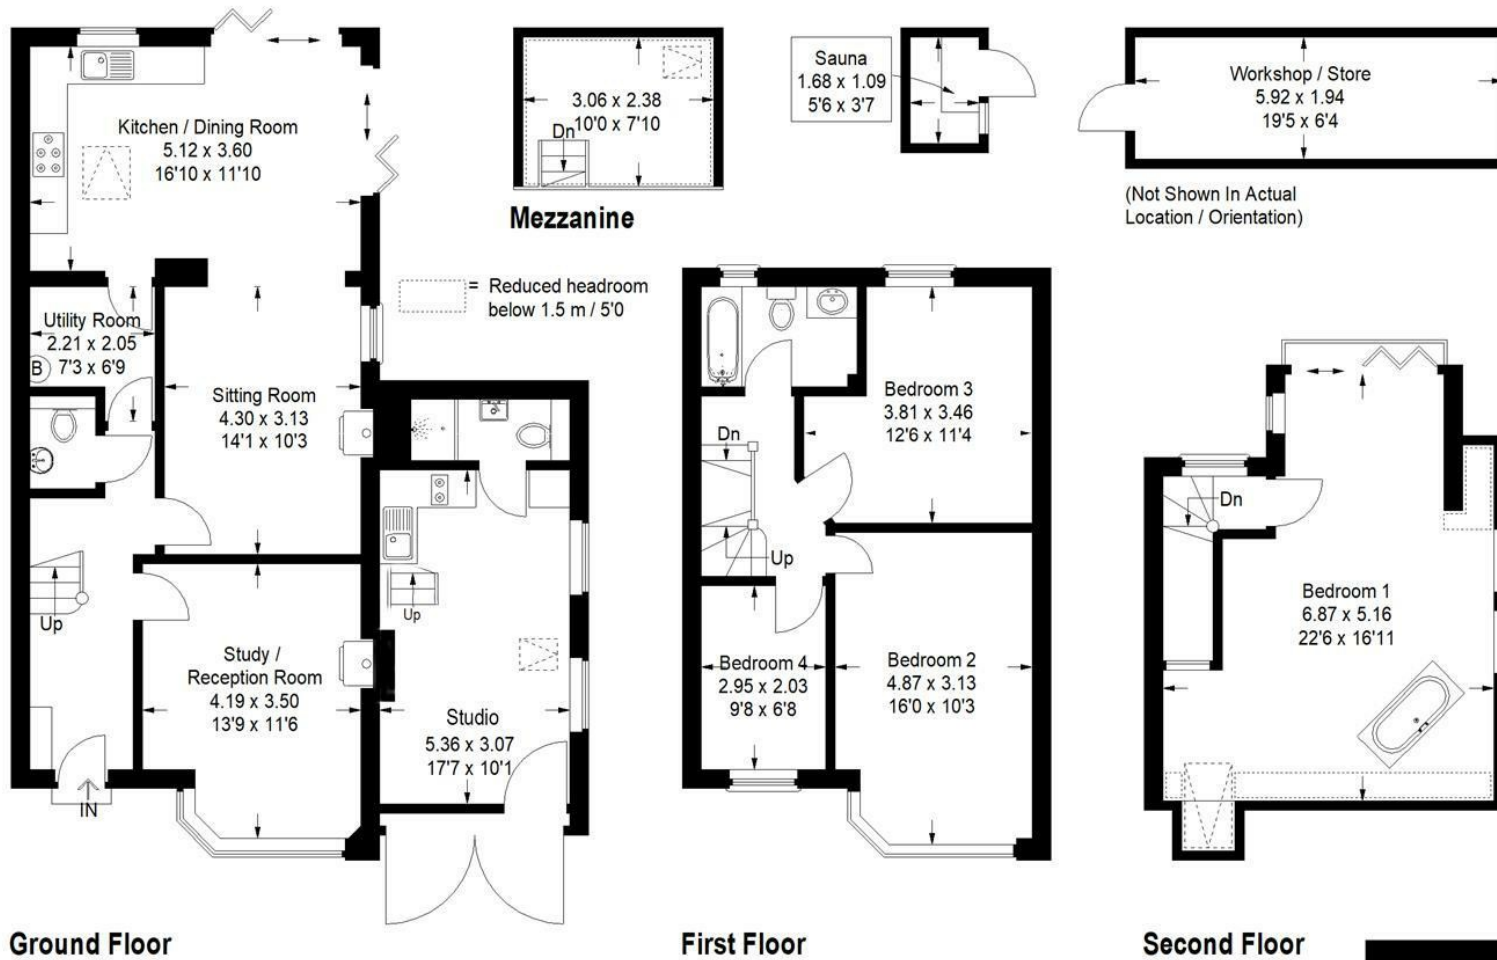 Kitchen / Dining Room
5.12 x 3.60
16'10 x 11'10
3.06 x 2.38
10'0 x 7'10
Dn
Mezzanine
Sauna
1.68 x 1.09
5'6 x 3'7
Workshop / Store
5.92 x 1.94
19'5 x 6'4
(Not Shown In Actual
Location / Orientation)
= Reduced headroom
below 1.5 m / 5'0
Utility Room
2.21 x 2.05
7'3 x 6'9
B
Sitting Room
4.30 x 3.13
14'1 x 10'3
Up
Study /
Reception Room
4.19 x 3.50
13'9 x 11'6
IN
Up
Studio
5.36 x 3.07
17'7 x 10'1
Ground Floor
Bedroom 3
3.81 x 3.46
12'6 x 11'4
Dn
Up
Bedroom 4
2.95 x 2.03
9'8 x 6'8
Bedroom 2
4.87 x 3.13
16'0 x 10'3
First Floor
Dn
Bedroom 1
6.87 x 5.16
22'6 x 16'11
Second Floor